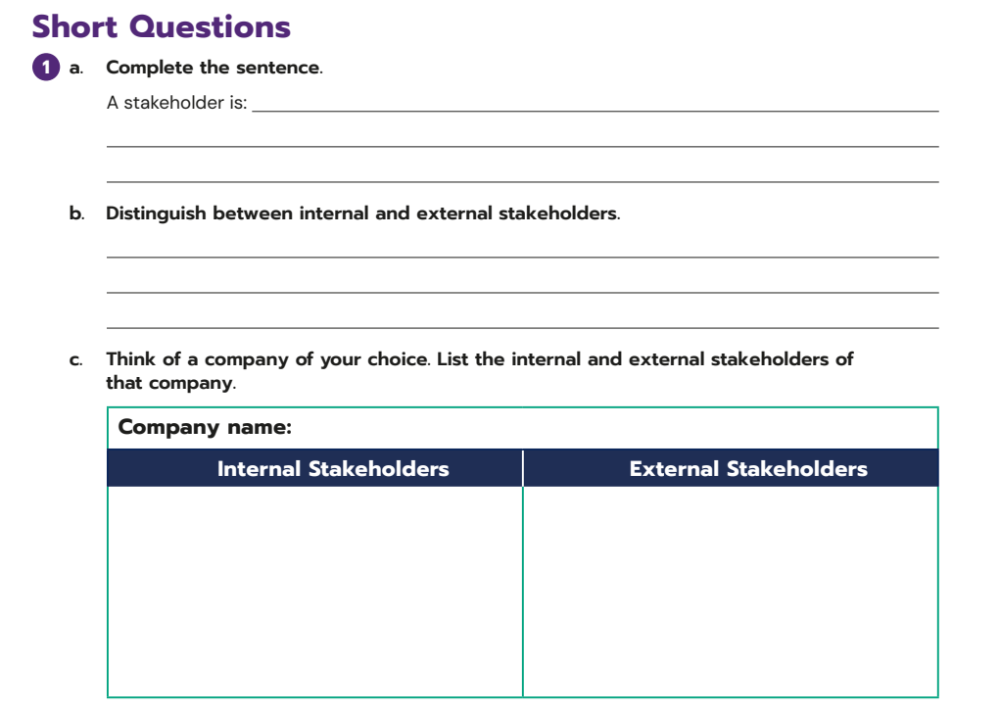 Short Questions
1 a. Complete the sentence.
A stakeholder is:
b. Distinguish between internal and external stakeholders.
c. Think of a company of your choice. List the internal and external stakeholders of
that company.
Company name:
Internal Stakeholders External Stakeholders